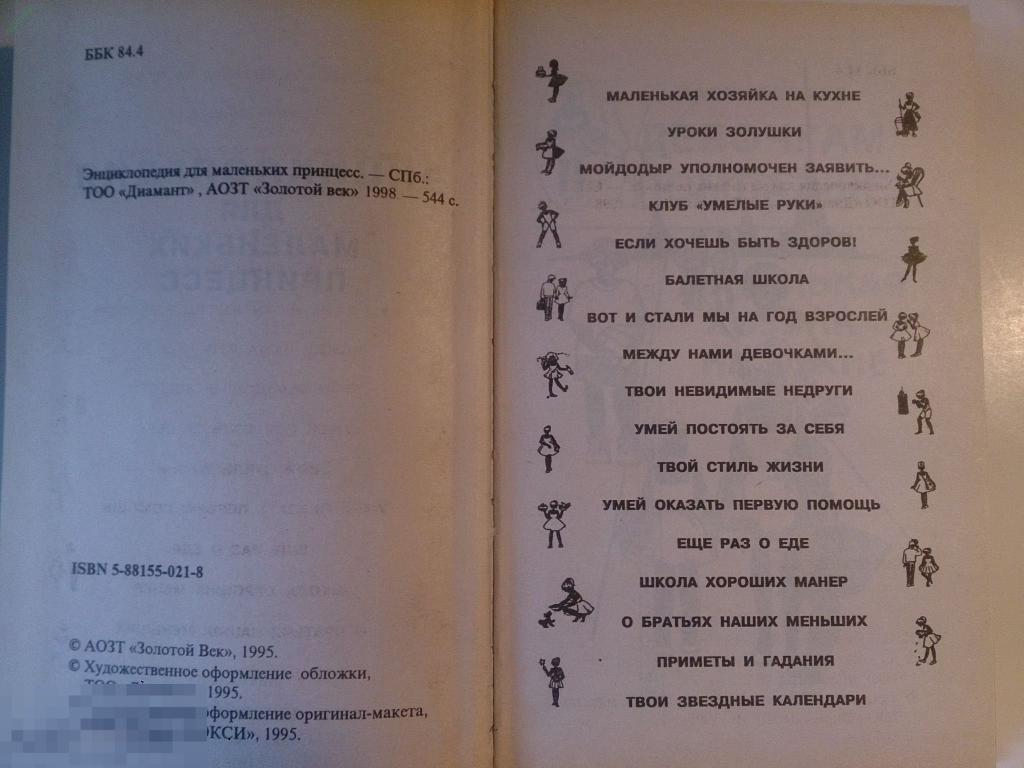 ББК 84.4
Энциклопедия для маленьких принцесс. — СПб.:
ТОО «Диамант» , АОЗТ «Золотой век» 1998 — 544 с.
ISBN 5-88155-021-8
© АОЗТ «Золотой Век», 1995.
© Художественное оформление обложки,
ТОО 1995.
оформление оригинал-макета,
1995.
МАЛЕНЬКАЯ ХОЗЯЙКА НА КУХНЕ
УРОКИ ЗОЛУШКИ
МОЙДОДЫР УПОЛНОМОЧЕН ЗАЯВИТЬ...
КЛУБ «УМЕЛЫЕ РУКИ»
ЕСЛИ ХОЧЕШЬ БЫТЬ ЗДОРОВ!
БАЛЕТНАЯ ШКОЛА
ВОТ И СТАЛИ МЫ НА ГОД ВЗРОСЛЕЙ
МЕЖДУ НАМИ ДЕВОЧКАМИ...
ТВОИ НЕВИДИМЫЕ НЕДРУГИ
УМЕЙ ПОСТОЯТЬ ЗА СЕБЯ
ТВОЙ СТИЛЬ ЖИЗНИ
УМЕЙ ОКАЗАТЬ ПЕРВУЮ ПОМОЩЬ
ЕЩЕ РАЗ О ЕДЕ
ШКОЛА ХОРОШИХ МАНЕР
О БРАТЬЯХ НАШИХ МЕНЬШИХ
ПРИМЕТЫ И ГАДАНИЯ
ТВОИ ЗВЕЗДНЫЕ КАЛЕНДАРИ